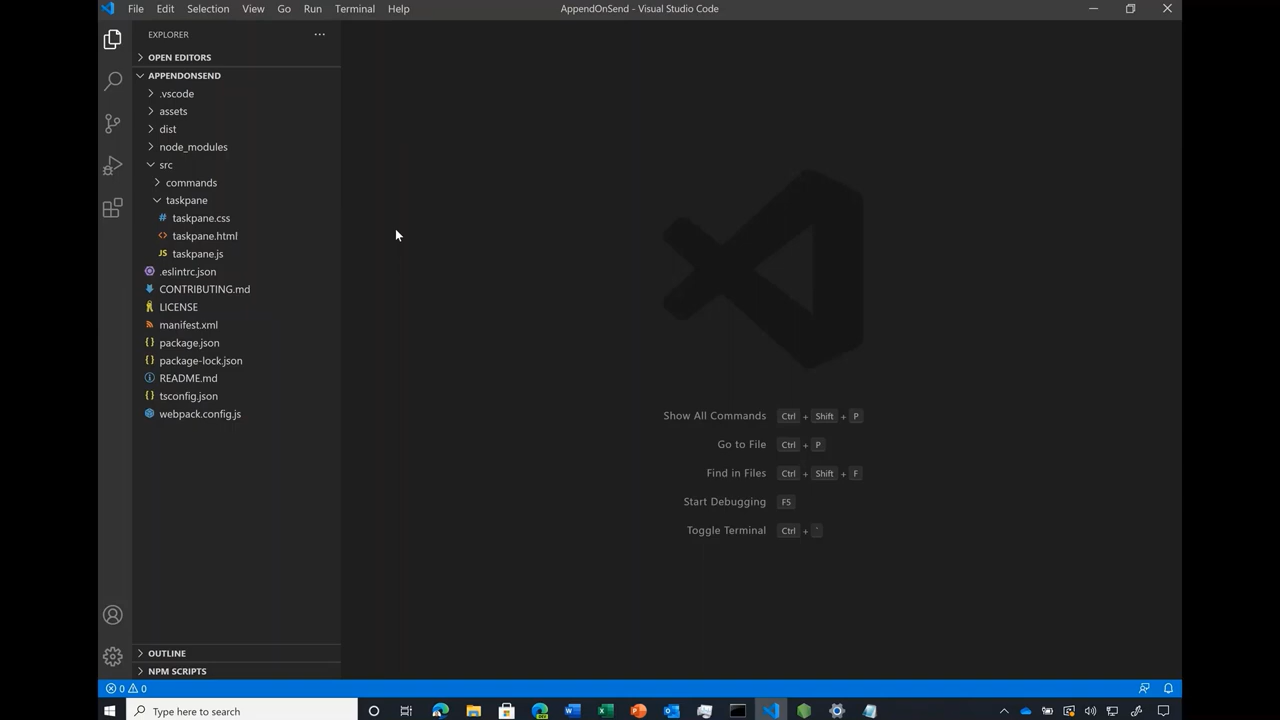 File Edit Selection View Go Run Terminal Help AppendOnSend - Visual Studio Code
EXPLORER
OPEN EDITORS
APPENDONSEND
.vscode
assets
dist
node_modules
src
commands
taskpane
# taskpane.css
<> taskpane.html
JS taskpane.js
.eslintrc.json
CONTRIBUTING.md
LICENSE
manifest.xml
{} package.json
{} package-lock.json
README.md
{} tsconfig.json
webpack.config.js
Show All Commands Ctrl + Shift + P
Go to File Ctrl + P
Find in Files Ctrl + Shift + F
Start Debugging F5
Toggle Terminal Ctrl + `
OUTLINE
NPM SCRIPTS
0 0
Type here to search